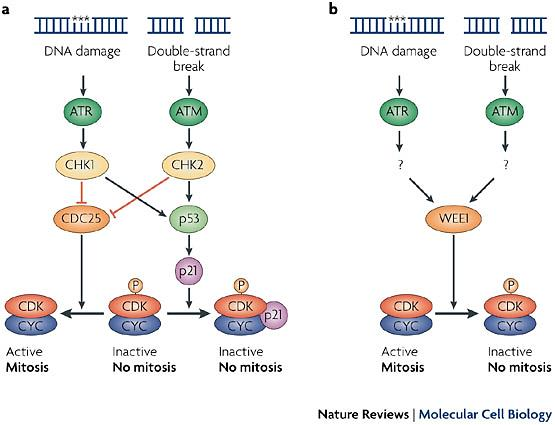 a
***
DNA damage
Double-strand
break
ATR
ATM
CHK1
CHK2
CDC25
p53
p21
CDK
CYC
Active
Mitosis
P
CDK
CYC
Inactive
No mitosis
P
CDK
CYC
p21
Inactive
No mitosis
b
***
DNA damage
Double-strand
break
ATR
ATM
?
?
WEE1
CDK
CYC
Active
Mitosis
P
CDK
CYC
Inactive
No mitosis
Nature Reviews | Molecular Cell Biology